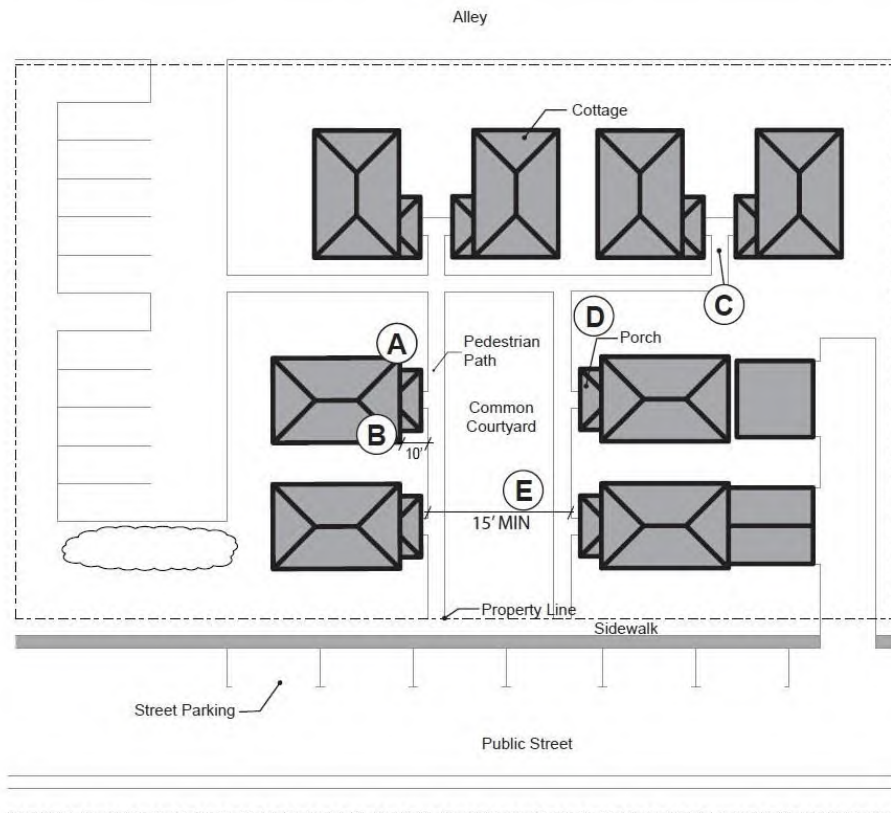 Alley
Cottage
C
D
A
Porch
Pedestrian
Path
Common
Courtyard
B
10'
E
15' MIN
Property Line
Sidewalk
Street Parking
Public Street